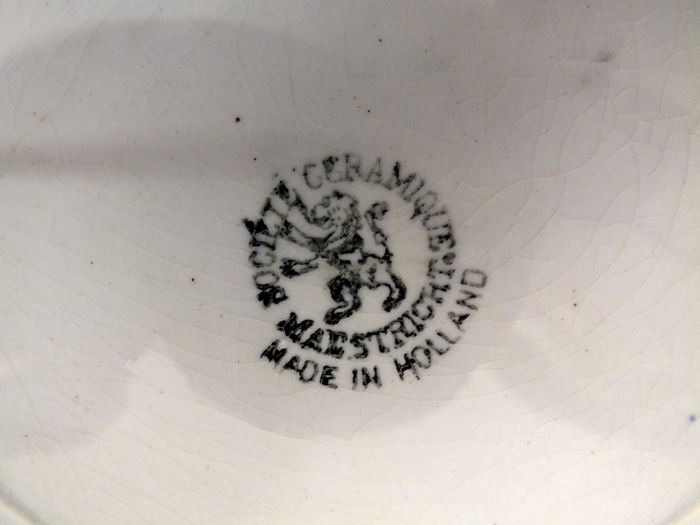 SOCIÉTÉ CERAMIQUE.
MAESTRICHT.
MADE IN HOLLAND